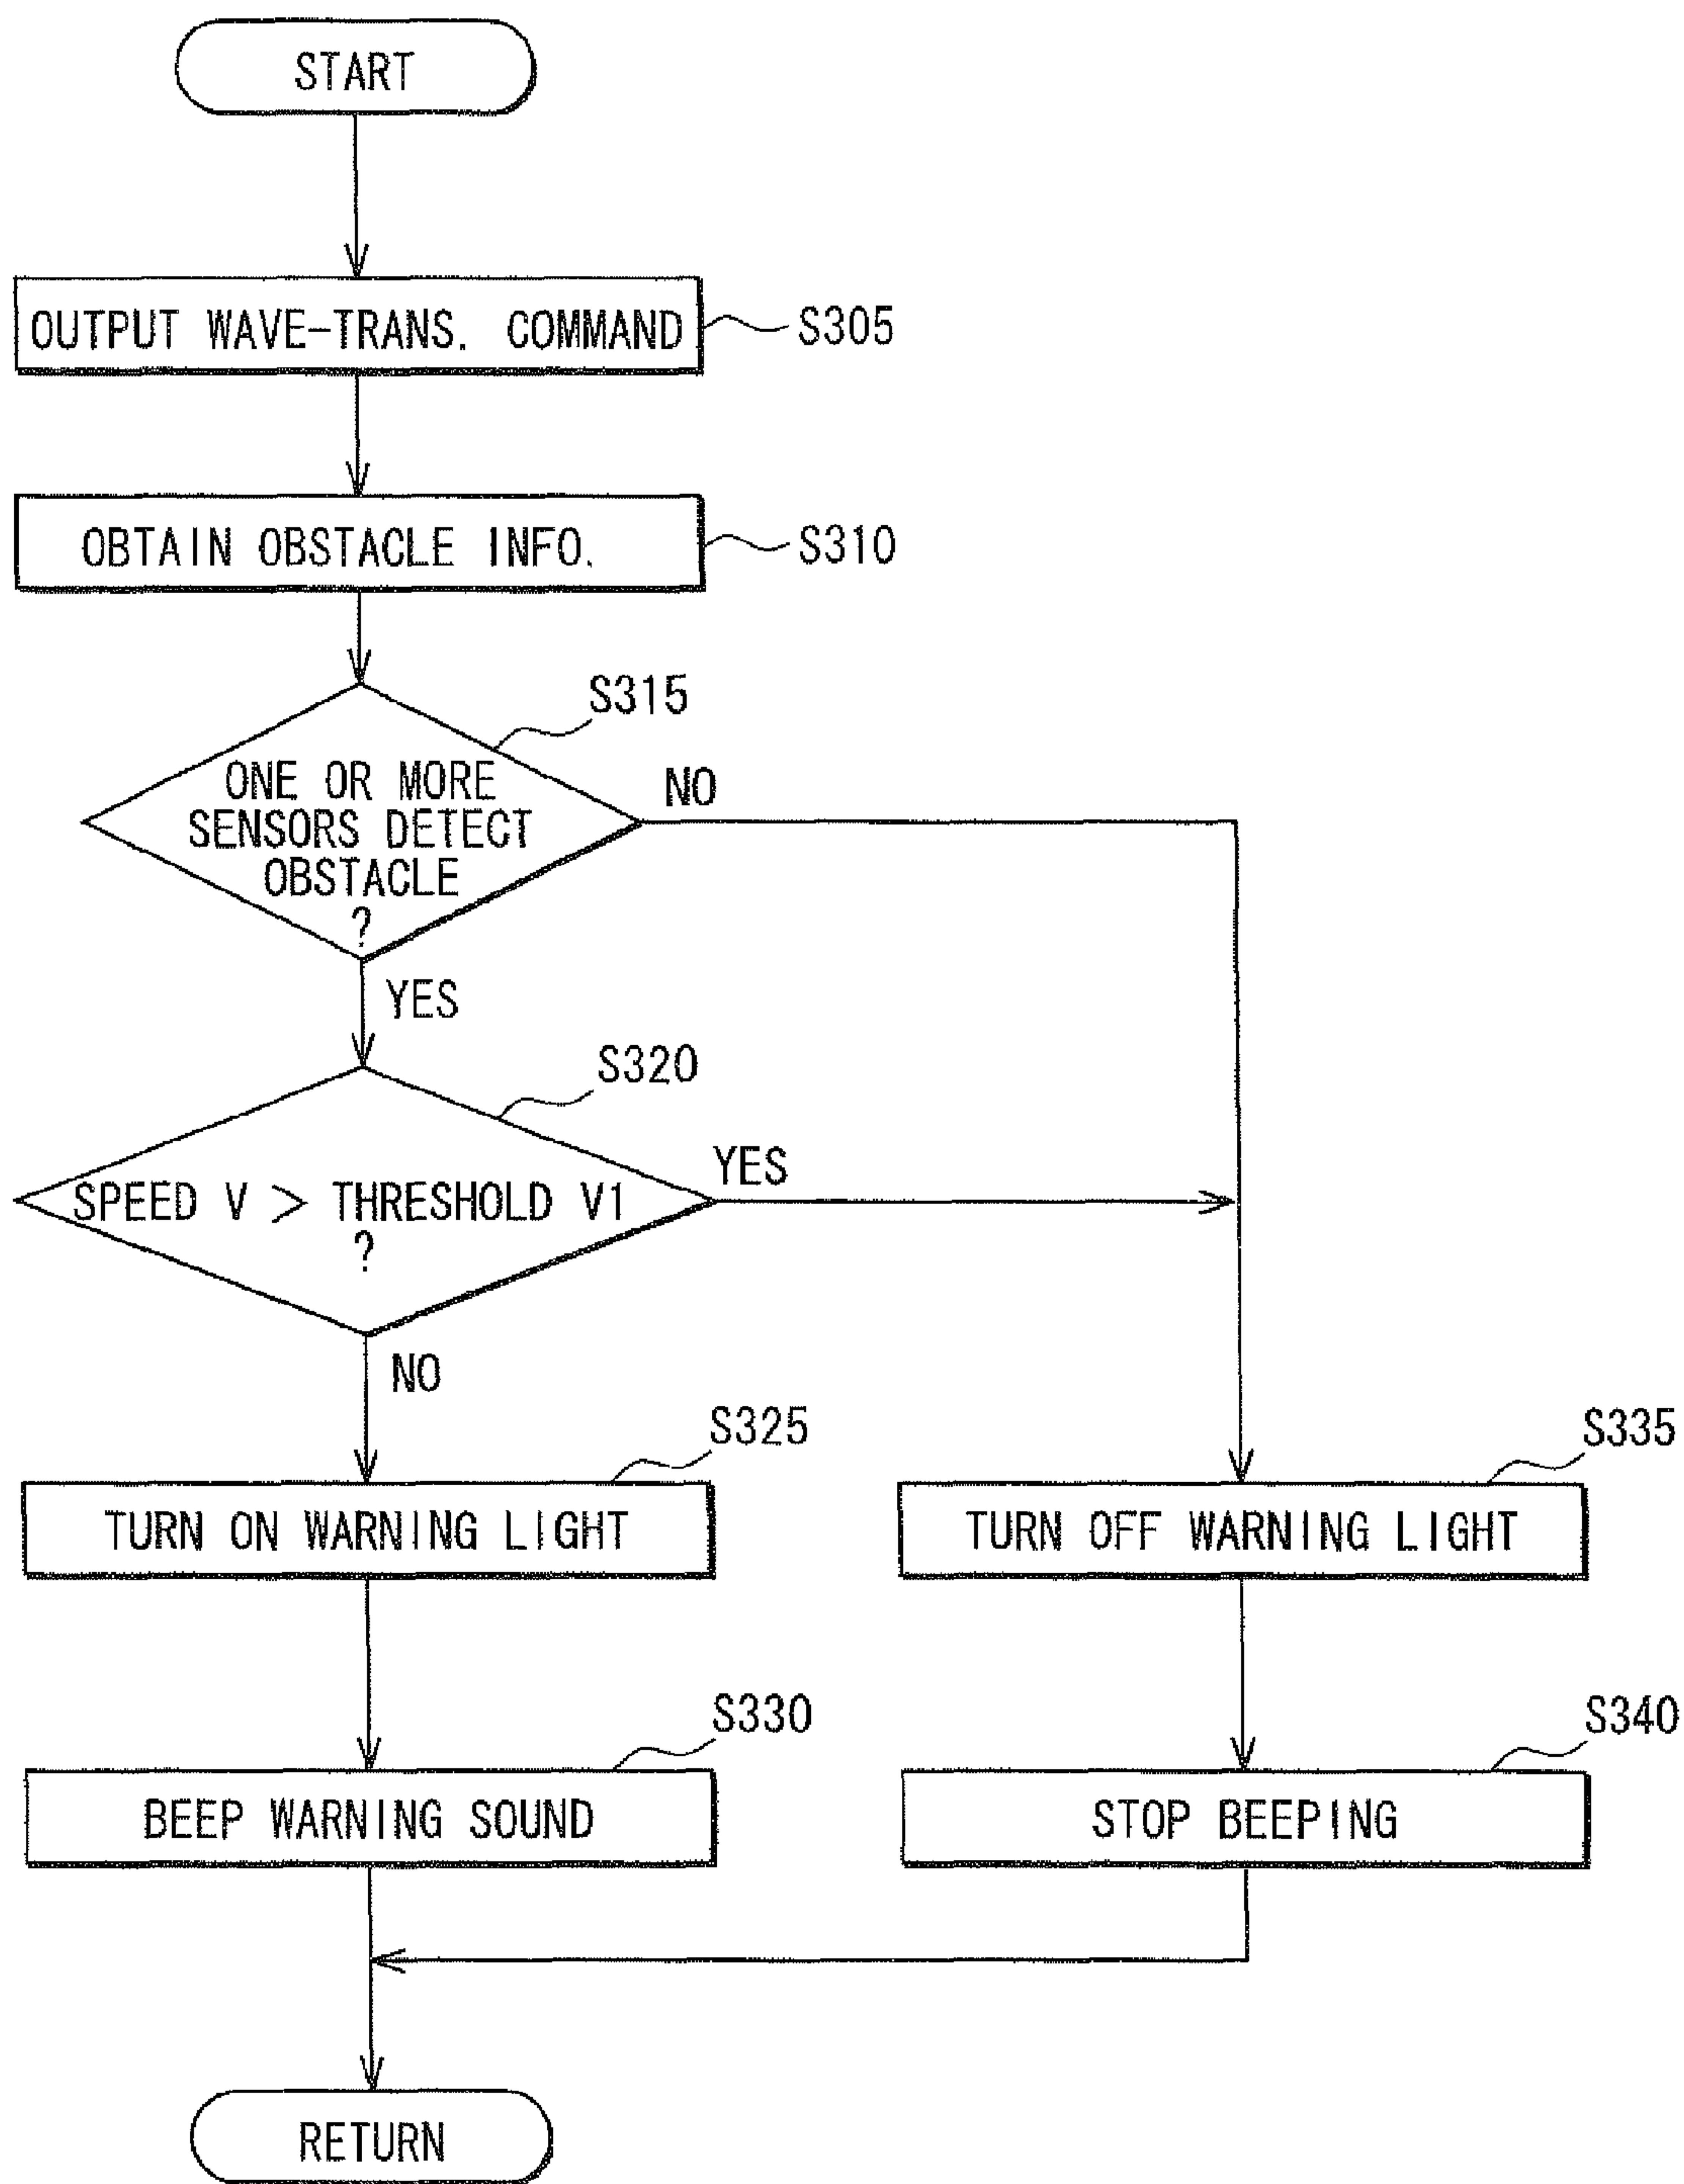 START
OUTPUT WAVE-TRANS. COMMAND
S305
OBTAIN OBSTACLE INFO.
S310
S315
ONE OR MORE
SENSORS DETECT
OBSTACLE
?
NO
YES
S320
SPEED V > THRESHOLD V1
?
YES
NO
S325
TURN ON WARNING LIGHT
S335
TURN OFF WARNING LIGHT
S330
BEEP WARNING SOUND
S340
STOP BEEPING
RETURN